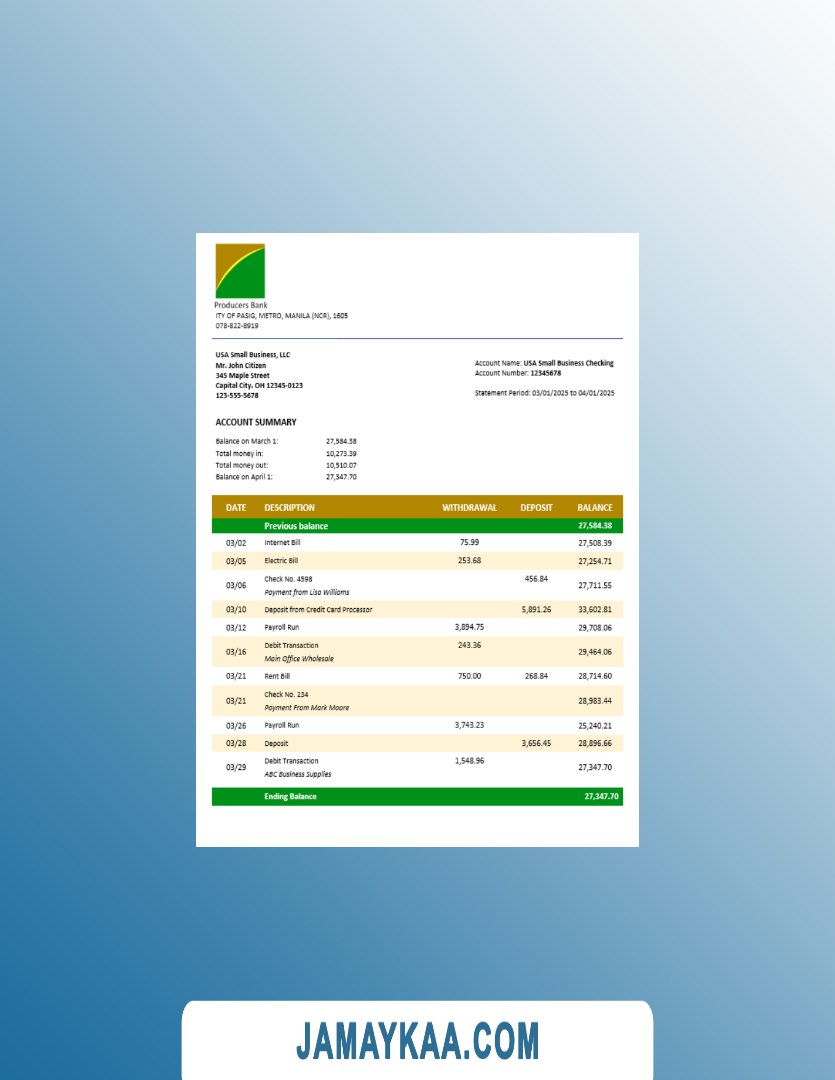 Producers Bank
ITY OF PASIG, METRO, MANILA (NCR), 1605
078-822-8919
USA Small Business, LLC
Mr. John Citizen
345 Maple Street
Capital City. OH 12345-0123
123-555-5678
Account Name: USA Small Business Checking
Account Number: 12345678
Statement Period: 03/01/2025 to 04/01/2025
ACCOUNT SUMMARY
Balance on March 1: 27,584.38
Total money in: 10,273.39
Total money out: 10,510.07
Balance on April 1: 27,347.70
DATE DESCRIPTION WITHDRAWAL DEPOSIT BALANCE
Previous balance 27,584.38
03/02 Internet Bill 75.99 27,508.39
03/05 Electric Bill 253.68 27,254.71
03/06 Check No. 4598 456.84 27,711.55
Payment from Lisa Williams
03/10 Deposit from Credit Card Processor 5,891.26 33,602.81
03/12 Payroll Run 3,894.75 29,708.06
03/16 Debit Transaction 243.36 29,464.06
Main Office Wholesale
03/21 Rent Bill 750.00 268.84 28,714.60
03/21 Check No. 234 28,983.44
Payment From Mark Moore
03/26 Payroll Run 3,743.23 25,240.21
03/28 Deposit 3,656.45 28,896.66
03/29 Debit Transaction 1,548.96 27,347.70
ABC Business Supplies
Ending Balance 27,347.70
JAMAYKAA.COM